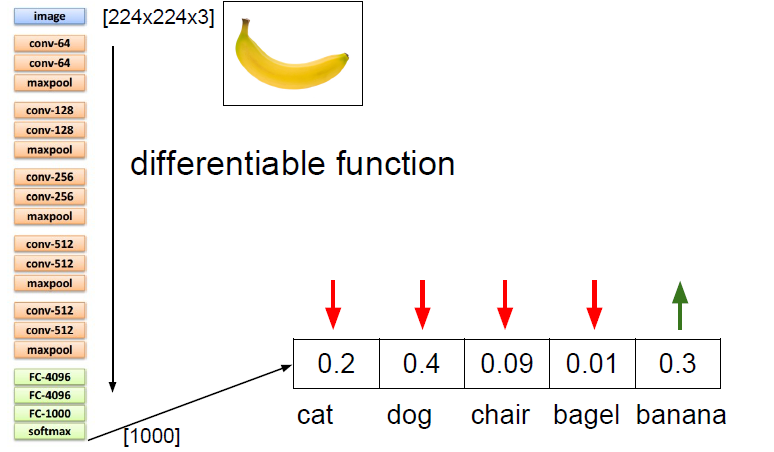 image
[224x224x3]
conv-64
conv-64
maxpool
conv-128
conv-128
maxpool
conv-256
conv-256
maxpool
conv-512
conv-512
maxpool
conv-512
conv-512
maxpool
FC-4096
FC-4096
FC-1000
softmax
differentiable function
[1000]
0.2 0.4 0.09 0.01 0.3
cat dog chair bagel banana